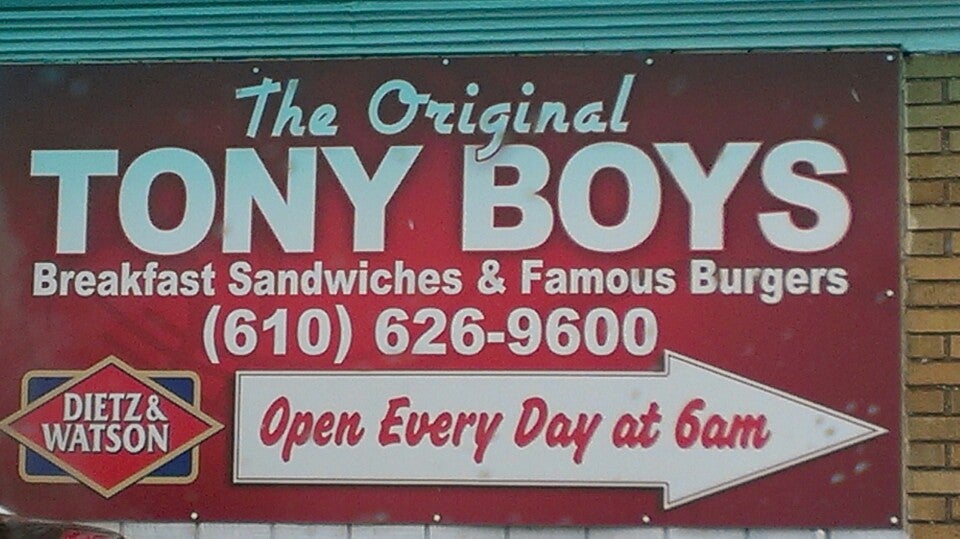 The Original
TONY BOYS
Breakfast Sandwiches & Famous Burgers
(610) 626-9600
DIETZ &
WATSON
Open Every Day at 6am